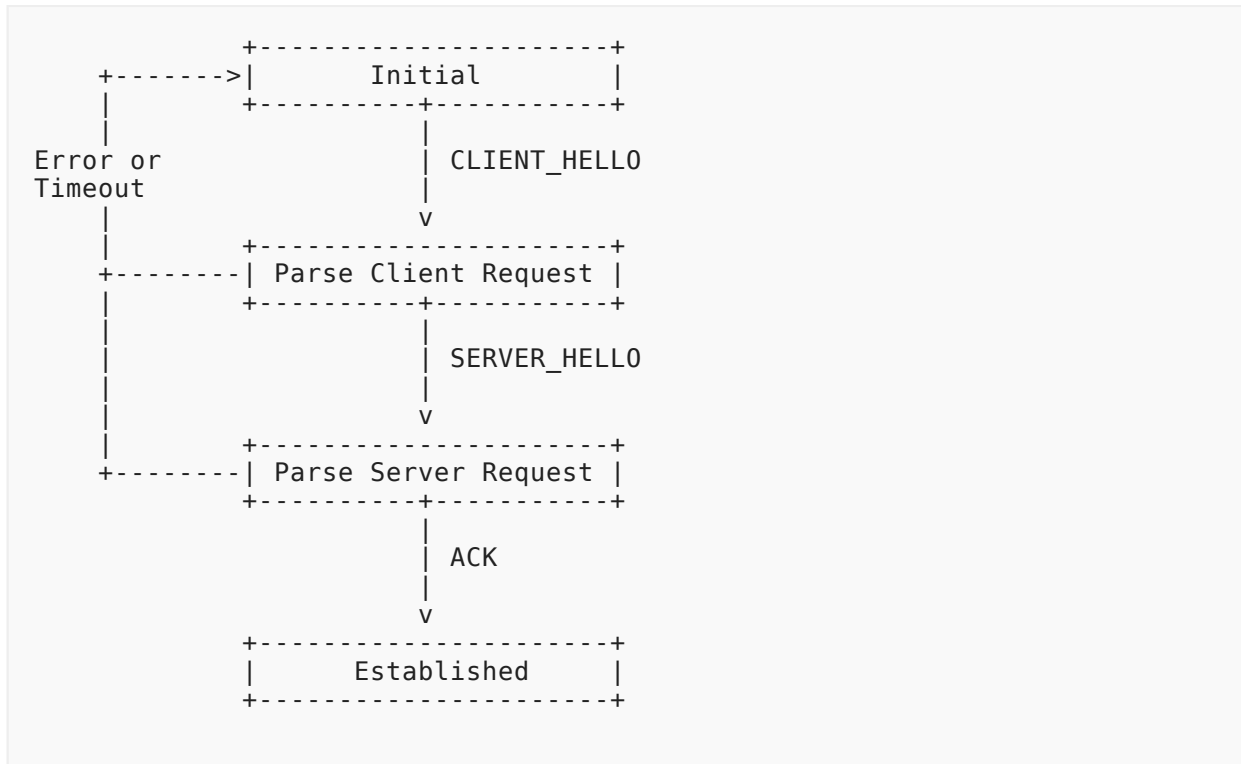 Initial
CLIENT_HELLO
Error or
Timeout
Parse Client Request
SERVER_HELLO
Parse Server Request
ACK
Established